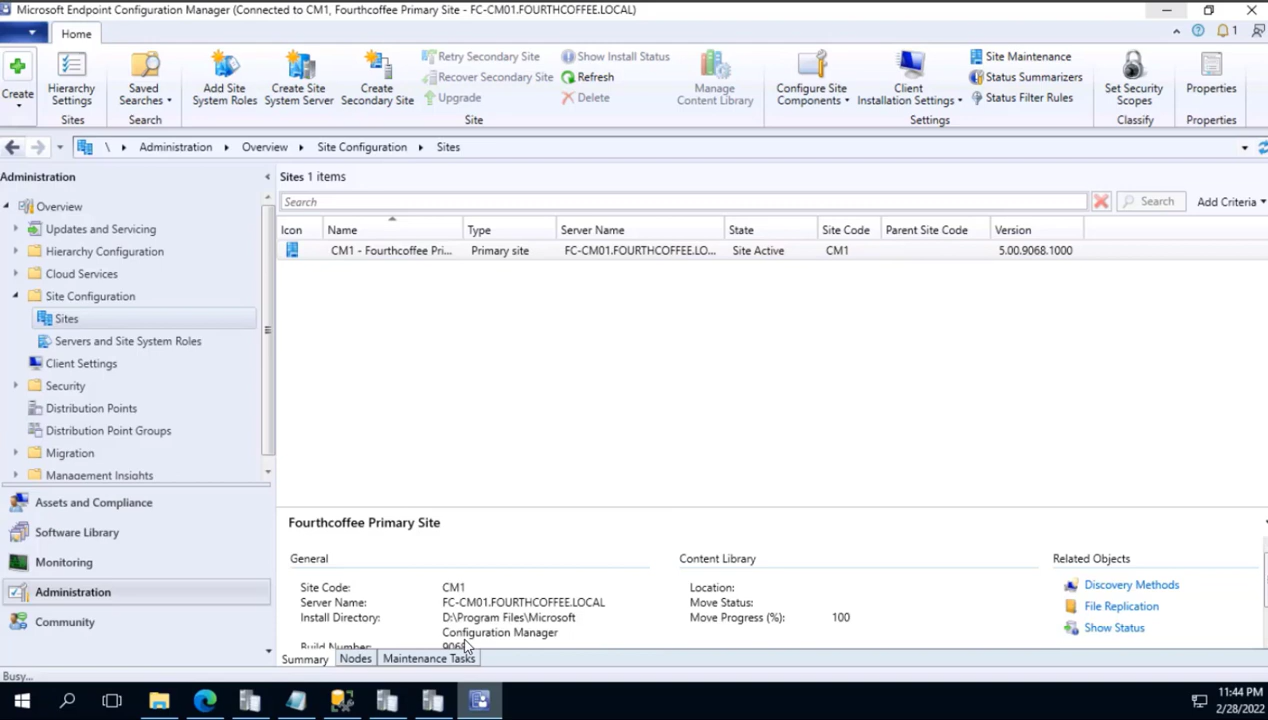 Microsoft Endpoint Configuration Manager (Connected to CM1, Fourthcoffee Primary Site - FC-CM01.FOURTHCOFFEE.LOCAL)
Home
1
Create
Hierarchy Settings
Saved Searches
Add Site System Roles
Create Site System Server
Create Secondary Site
Retry Secondary Site
Recover Secondary Site
Upgrade
Show Install Status
Refresh
Delete
Manage Content Library
Configure Site Components
Client Installation Settings
Site Maintenance
Status Summarizers
Status Filter Rules
Set Security Scopes
Properties
Sites
Search
Site
Settings
Classify
Properties
\ Administration Overview Site Configuration Sites
Administration
Overview
Updates and Servicing
Hierarchy Configuration
Cloud Services
Site Configuration
Sites
Servers and Site System Roles
Client Settings
Security
Distribution Points
Distribution Point Groups
Migration
Management Insights
Assets and Compliance
Software Library
Monitoring
Administration
Community
Sites 1 items
Search
Search
Add Criteria
Icon Name Type Server Name State Site Code Parent Site Code Version
CM1 - Fourthcoffee Pri... Primary site FC-CM01.FOURTHCOFFEE.LO... Site Active CM1 5.00.9068.1000
Fourthcoffee Primary Site
General
Site Code: CM1
Server Name: FC-CM01.FOURTHCOFFEE.LOCAL
Install Directory: D:\Program Files\Microsoft
Configuration Manager
Build Number:
Content Library
Location:
Move Status:
Move Progress (%): 100
Related Objects
Discovery Methods
File Replication
Show Status
Summary Nodes Maintenance Tasks
Busy...
11:44 PM
2/28/2022